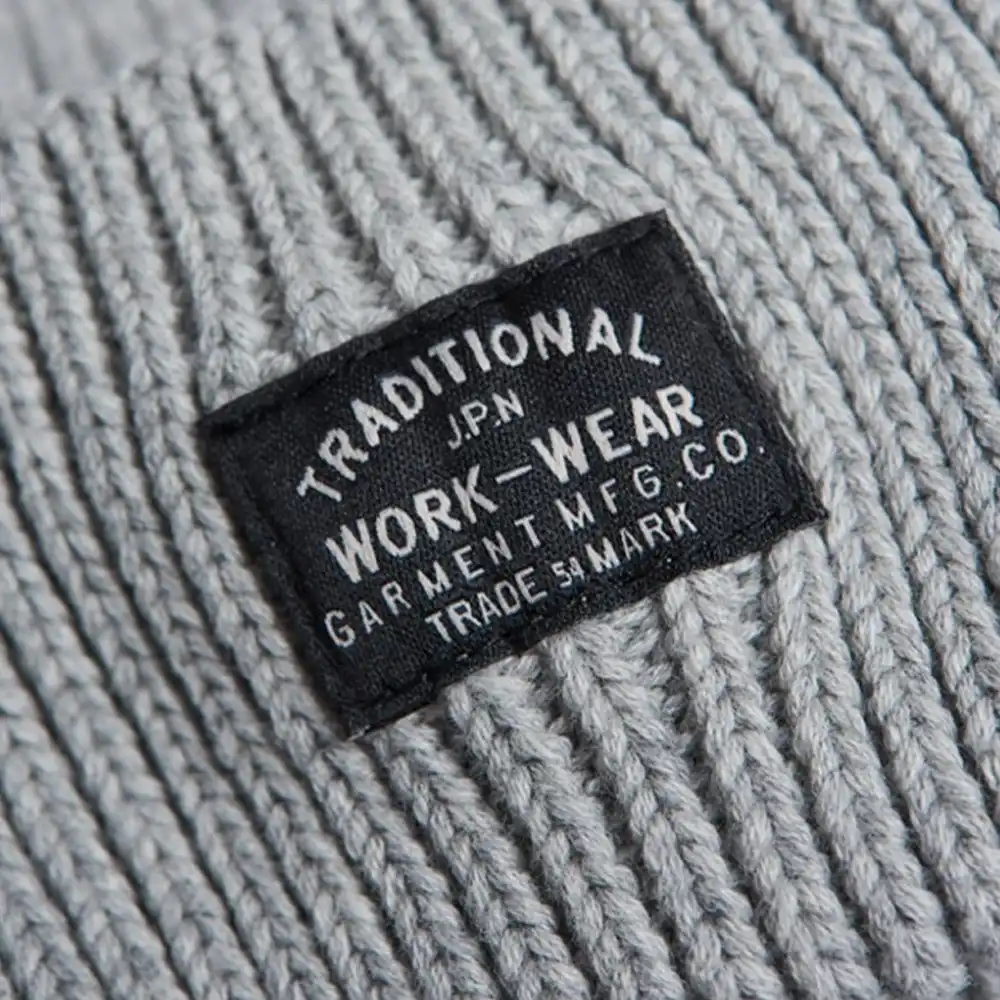 TRADITIONAL
J.P.N
WORK-WEAR
GARMENT MFG.CO.
TRADE 54 MARK